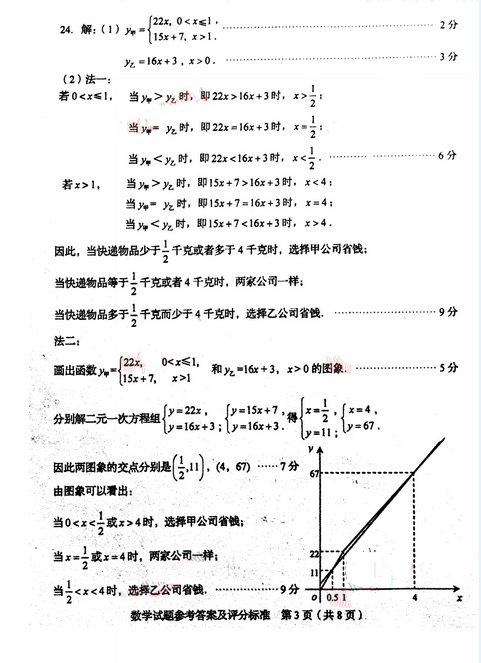 24. 解:(1) y甲 = { 22x, 0<x≤1, …… 2分
15x+7, x>1.
y乙 =16x+3, x>0. …… 3分
(2)法一:
若0<x≤1, 当y甲>y乙时,即22x>16x+3时, x>1/2;
当y甲= y乙时,即22x=16x+3时, x=1/2;
当y甲<y乙时,即22x<16x+3时, x<1/2. …… 6分
若x>1, 当y甲>y乙时,即15x+7>16x+3时, x<4;
当y甲= y乙时,即15x+7=16x+3时, x=4;
当y甲<y乙时,即15x+7<16x+3时, x>4.
因此,当快递物品少于1/2千克或者多于4千克时,选择甲公司省钱;
当快递物品等于1/2千克或者4千克时,两家公司一样;
当快递物品多于1/2千克而少于4千克时,选择乙公司省钱. …… 9分
法二:
画出函数y甲={ 22x, 0<x≤1, 15x+7, x>1 和y乙=16x+3, x>0的图象. …… 5分
分别解二元一次方程组{ y=22x, y=16x+3; { y=15x+7, y=16x+3. 得{ x=1/2, y=11; { x=4, y=67.
因此两图象的交点分别是(1/2,11),(4, 67) ……7分
由图象可以看出:
当0<x<1/2或x>4时,选择甲公司省钱;
当x=1/2或x=4时,两家公司一样;
当1/2<x<4时,选择乙公司省钱. …… 9分
y
67
22
11
O 0.5 1 4 x
数学试题参考答案及评分标准 第3页(共8页)